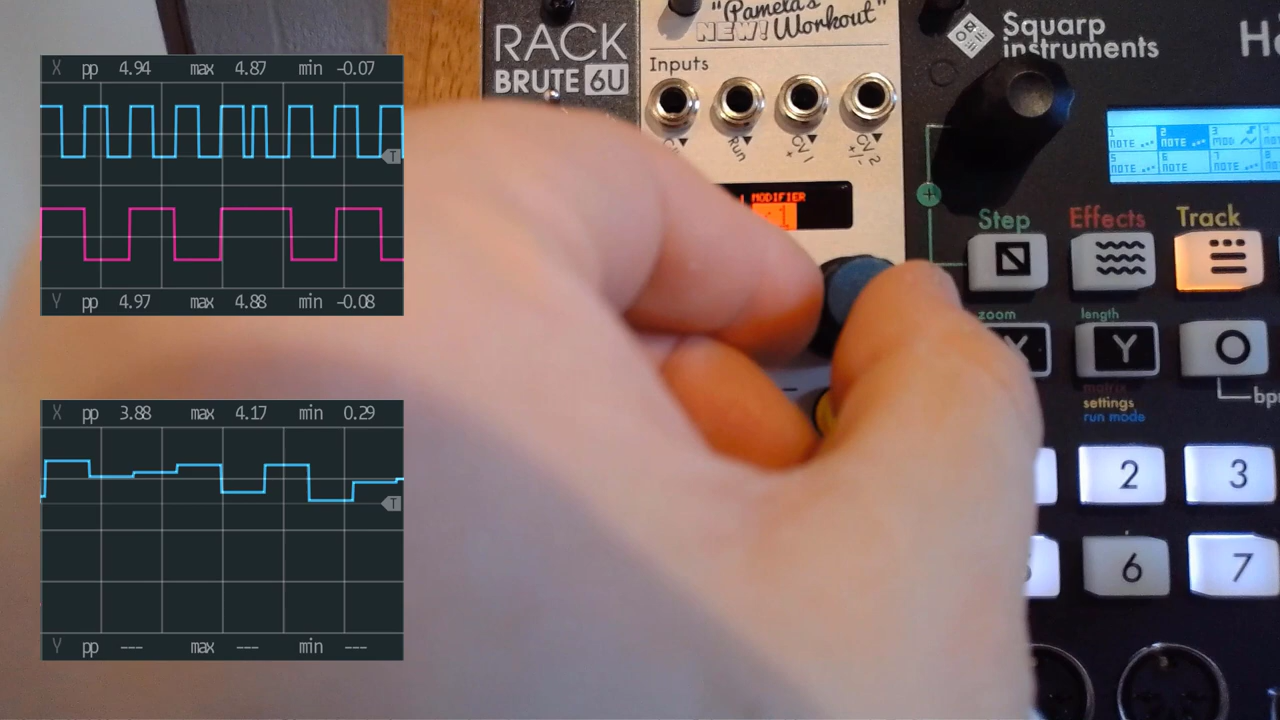 X pp 4.94 max 4.87 min -0.07
T
Y pp 4.97 max 4.88 min -0.08
X pp 3.88 max 4.17 min 0.29
T
Y pp --- max --- min ---
RACK
BRUTE 6U
"Pamela's
NEW! Workout"
Inputs
Run
CV 1
+
CV 2
+/-
MODIFIER
Squarp
instruments
1
NOTE
2
NOTE
3
MOD
4
5
NOTE
6
NOTE
7
NOTE
8
+
Step
Effects
Track
zoom
length
Y
O
matrix
settings
run mode
2
3
6
7